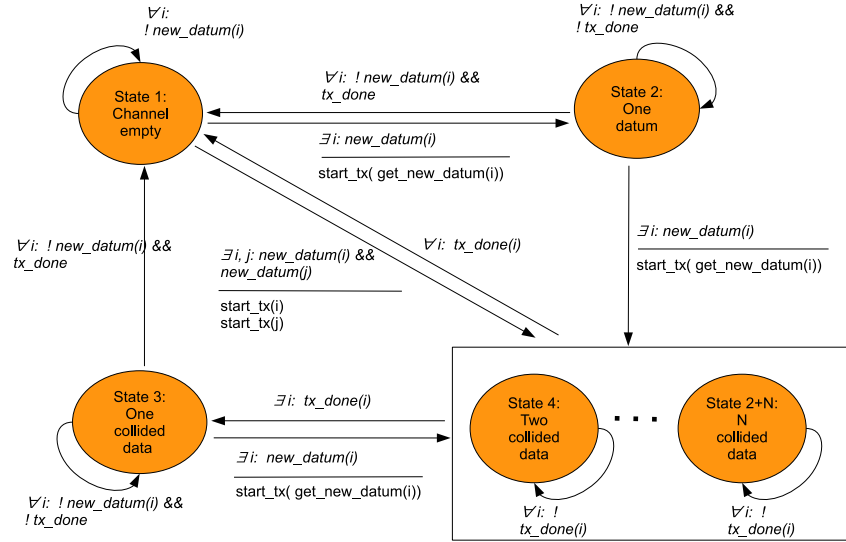 ∀i:
! new_datum(i)
State 1:
Channel
empty
∀i: ! new_datum(i) &&
tx_done
∃i: new_datum(i)
start_tx( get_new_datum(i))
∀i: ! new_datum(i) &&
! tx_done
State 2:
One
datum
∀i: ! new_datum(i) &&
tx_done
∃i, j: new_datum(i) &&
new_datum(j)
start_tx(i)
start_tx(j)
∀i: tx_done(i)
∃i: new_datum(i)
start_tx( get_new_datum(i))
State 3:
One
collided
data
∃i: tx_done(i)
∃i: new_datum(i)
start_tx( get_new_datum(i))
∀i: ! new_datum(i) &&
! tx_done
State 4:
Two
collided
data
. . .
State 2+N:
N
collided
data
∀i: !
tx_done(i)
∀i: !
tx_done(i)